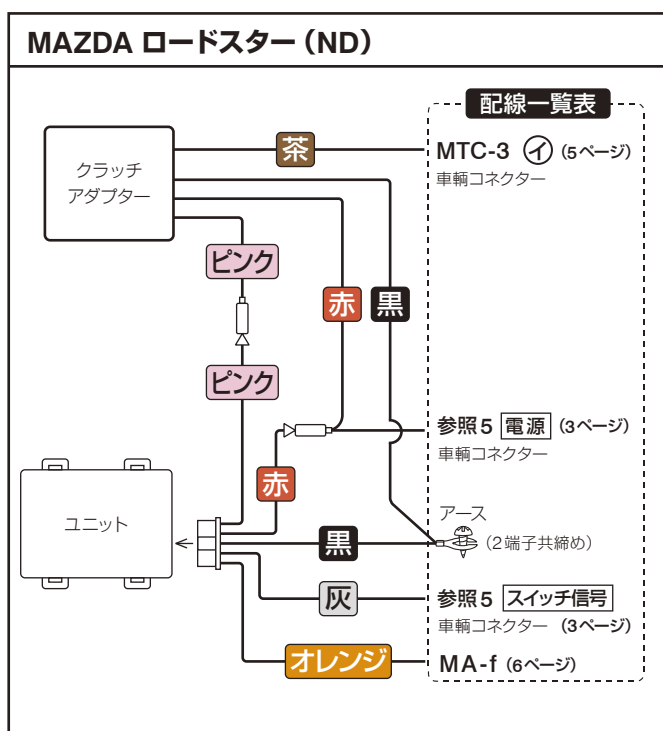 MAZDA ロードスター（ND）
配線一覧表
クラッチ
アダプター
茶
MTC-3 イ（5ページ）
車輌コネクター
ピンク
赤
黒
ピンク
参照5 電源（3ページ）
車輌コネクター
赤
ユニット
アース
黒
（2端子共締め）
灰
参照5 スイッチ信号
車輌コネクター（3ページ）
オレンジ
MA-f（6ページ）